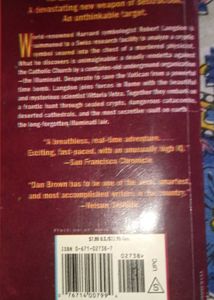 A devastating new weapon of destruction.
An unthinkable target.
World-renowned Harvard symbologist Robert Langdon is
summoned to a Swiss research facility to analyze a cryptic
symbol seared into the chest of a murdered physicist.
What he discovers is unimaginable: a deadly vendetta against
the Catholic Church by a centuries-old underground organization
—the Illuminati. Desperate to save the Vatican from a powerful
time bomb, Langdon joins forces in Rome with the beautiful
and mysterious scientist Vittoria Vetra. Together they embark on
a frantic hunt through sealed crypts, dangerous catacombs,
deserted cathedrals, and the most secretive vault on earth
the long-forgotten Illuminati lair.
"A breathless, real-time adventure....
Exciting, fast-paced, with an unusually high IQ."
—San Francisco Chronicle
"Dan Brown has to be one of the best, smartest,
and most accomplished writers in the country."
—Nelson DeMille
$7.99 U.S.
ISBN 0-671-02736-7
02736
76714 00799